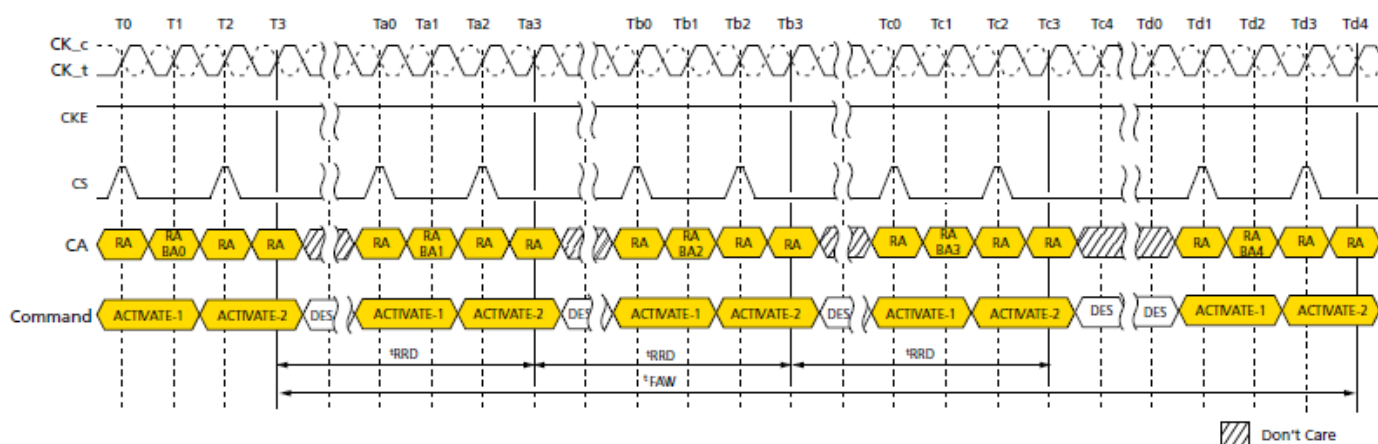 T0 T1 T2 T3 Ta0 Ta1 Ta2 Ta3 Tb0 Tb1 Tb2 Tb3 Tc0 Tc1 Tc2 Tc3 Tc4 Td0 Td1 Td2 Td3 Td4
CK_c
CK_t
CKE
CS
CA RA RA BA0 RA RA RA RA BA1 RA RA RA RA BA2 RA RA RA RA BA3 RA RA RA RA BA4 RA RA
Command ACTIVATE-1 ACTIVATE-2 DES ACTIVATE-1 ACTIVATE-2 DES ACTIVATE-1 ACTIVATE-2 DES ACTIVATE-1 ACTIVATE-2 DES DES ACTIVATE-1 ACTIVATE-2
tRRD tRRD tRRD
tFAW
Don't Care